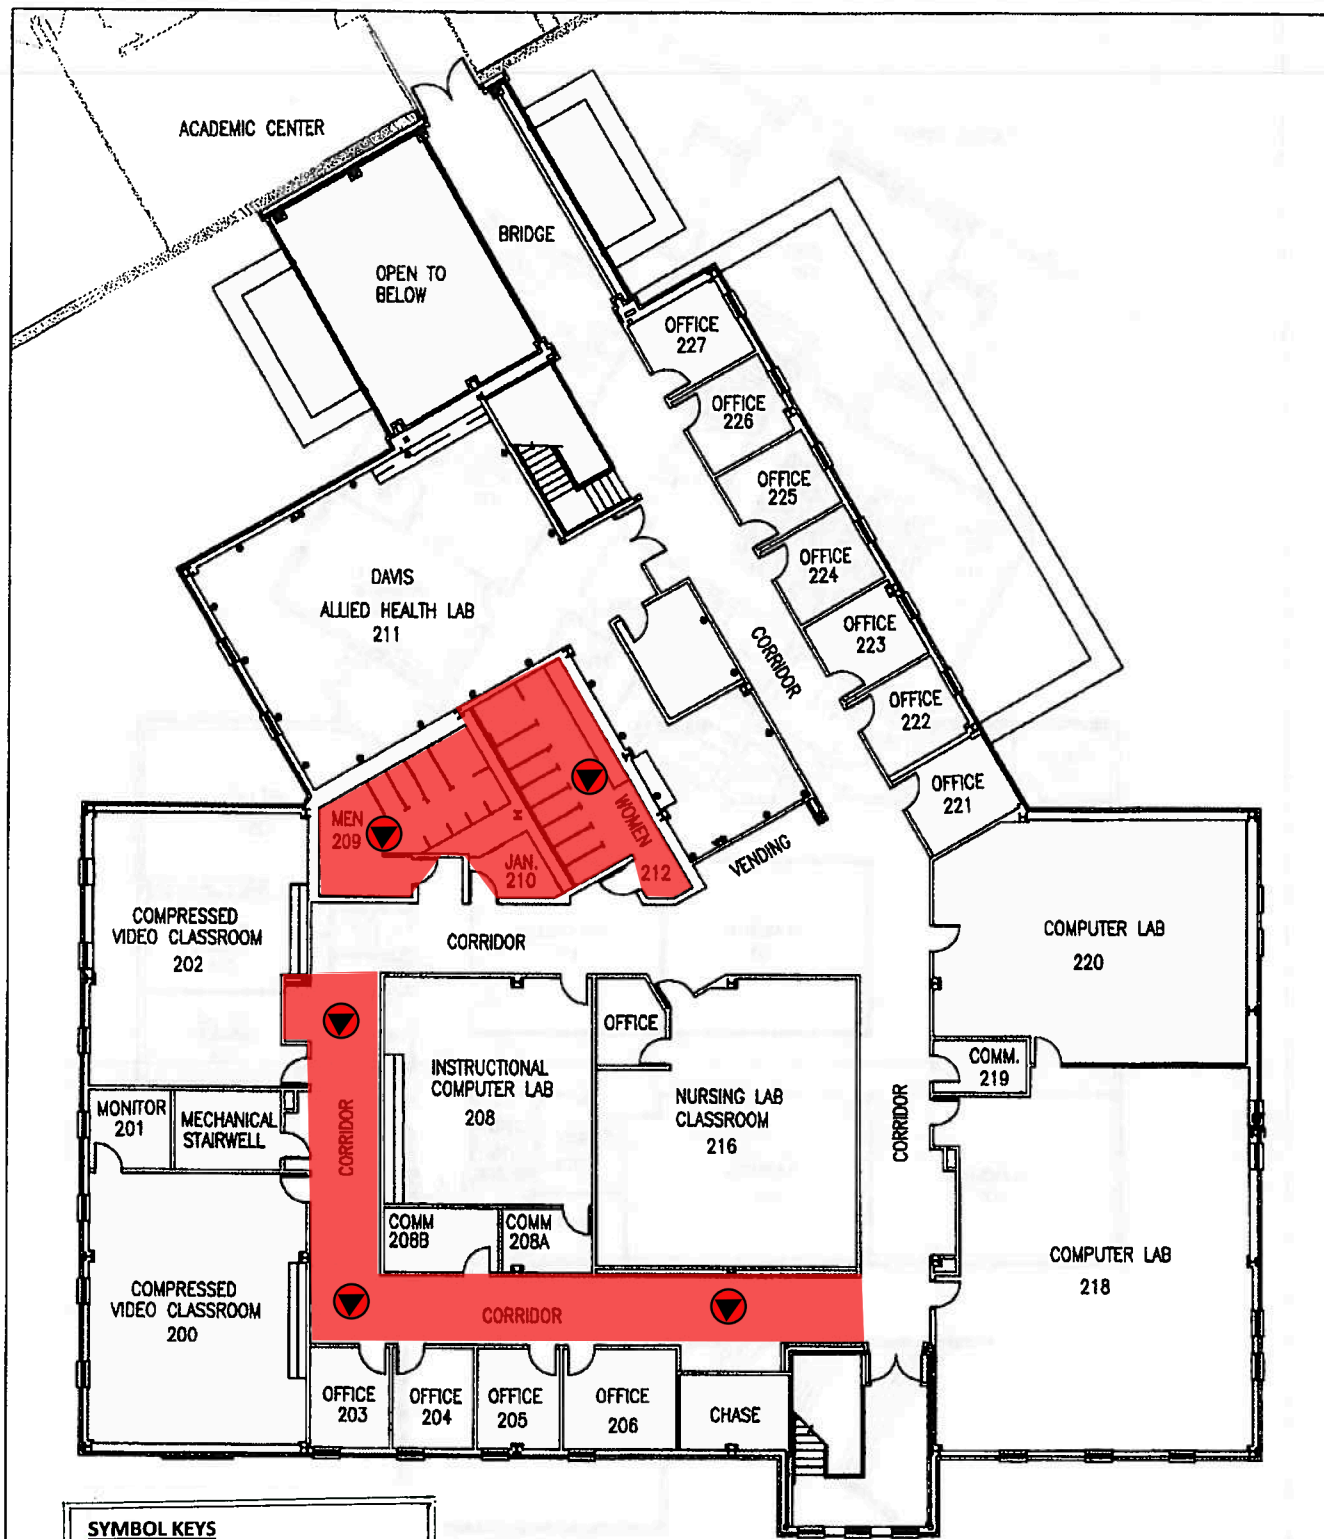 ACADEMIC CENTER
BRIDGE
OPEN TO
BELOW
OFFICE
227
OFFICE
226
OFFICE
225
OFFICE
224
OFFICE
223
OFFICE
222
OFFICE
221
DAVIS
ALLIED HEALTH LAB
211
CORRIDOR
MEN
209
JAN.
210
WOMEN
212
VENDING
COMPRESSED
VIDEO CLASSROOM
202
CORRIDOR
COMPUTER LAB
220
OFFICE
INSTRUCTIONAL
COMPUTER LAB
208
NURSING LAB
CLASSROOM
216
COMM.
219
MONITOR
201
MECHANICAL
STAIRWELL
CORRIDOR
CORRIDOR
COMM
208B
COMM
208A
COMPRESSED
VIDEO CLASSROOM
200
COMPUTER LAB
218
CORRIDOR
OFFICE
203
OFFICE
204
OFFICE
205
OFFICE
206
CHASE
SYMBOL KEYS